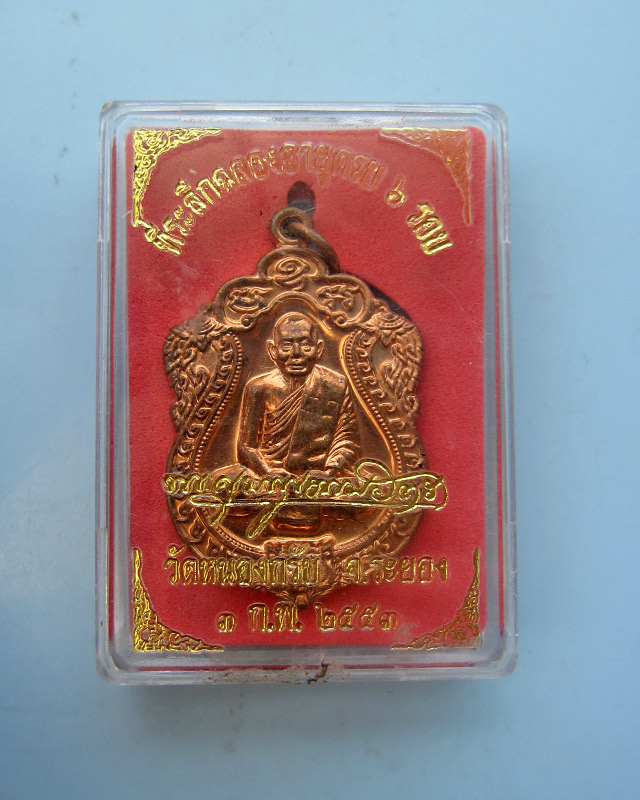 ที่ระลึกฉลองอายุครบ ๖ รอบ
วัดหนองกรับ จ.ระยอง
๓ ก.พ. ๒๕๕๓